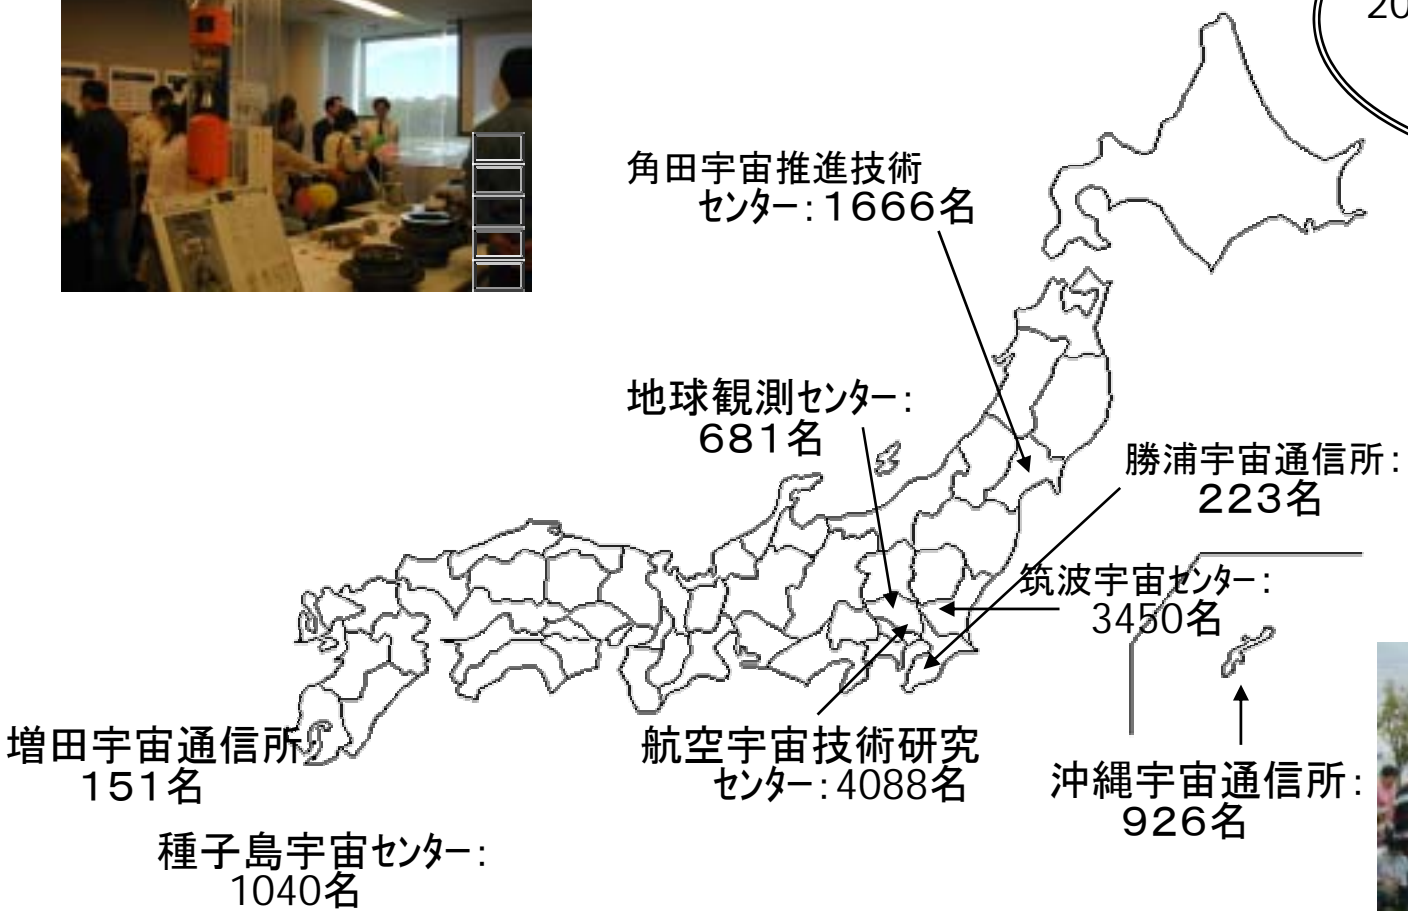 20
角田宇宙推進技術
センター：1666名
地球観測センター：
681名
勝浦宇宙通信所：
223名
筑波宇宙センター：
3450名
増田宇宙通信所
151名
航空宇宙技術研究
センター：4088名
沖縄宇宙通信所：
926名
種子島宇宙センター：
1040名